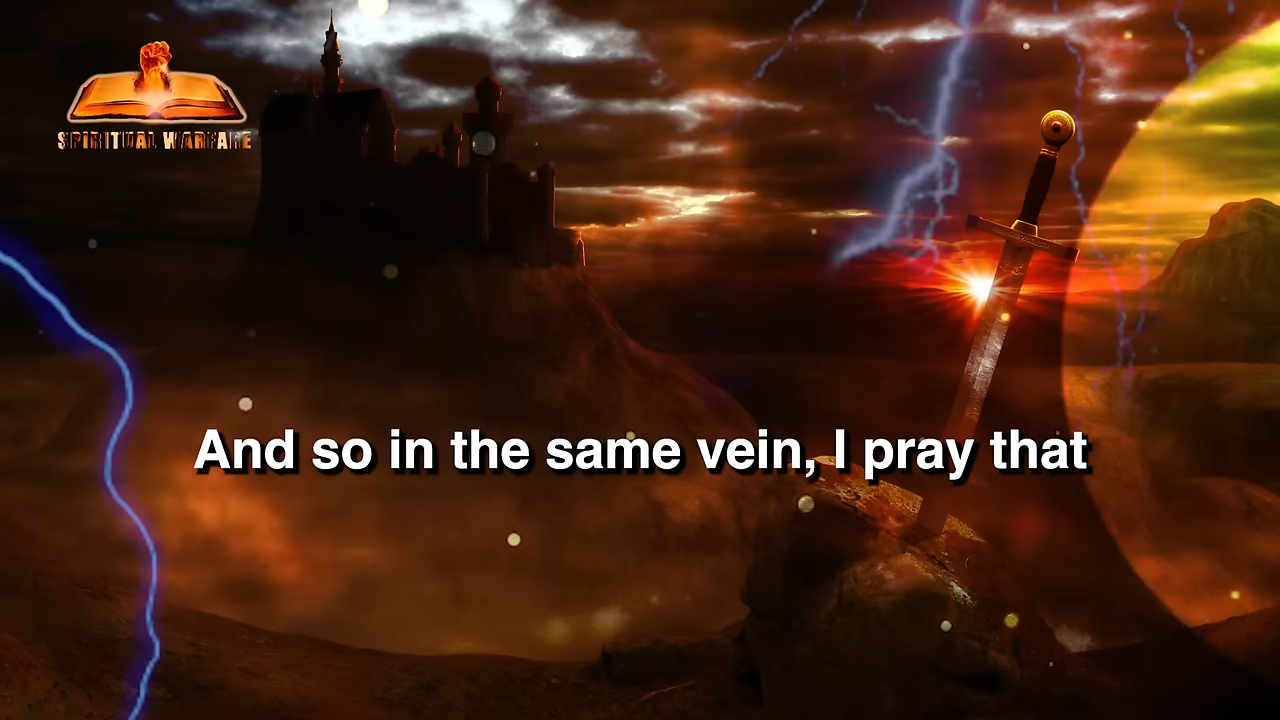 SPIRITUAL WARFARE
And so in the same vein, I pray that